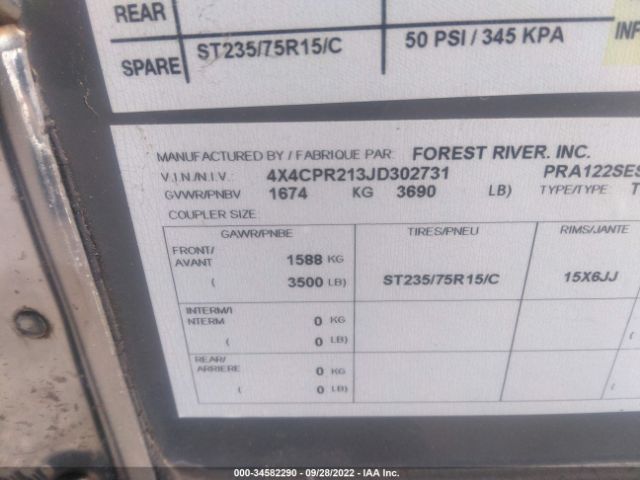 REAR
SPARE ST235/75R15/C 50 PSI / 345 KPA INF
MANUFACTURED BY / FABRIQUE PAR: FOREST RIVER. INC.
V.I.N/N.I.V.: 4X4CPR213JD302731 PRA122SES
GVWR/PNBV 1674 KG 3690 LB) TYPE/TYPE: T
COUPLER SIZE:
GAWR/PNBE TIRES/PNEU RIMS/JANTE
FRONT/
AVANT 1588 KG
( 3500 LB) ST235/75R15/C 15X6JJ
INTERM/I
NTERM 0 KG
( 0 LB)
REAR/
ARRIERE 0 KG
( 0 LB)
000-34582290 - 09/28/2022 - IAA Inc.